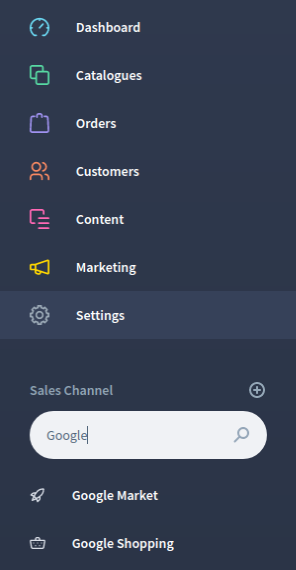 Dashboard
Catalogues
Orders
Customers
Content
Marketing
Settings
Sales Channel
Google
Google Market
Google Shopping